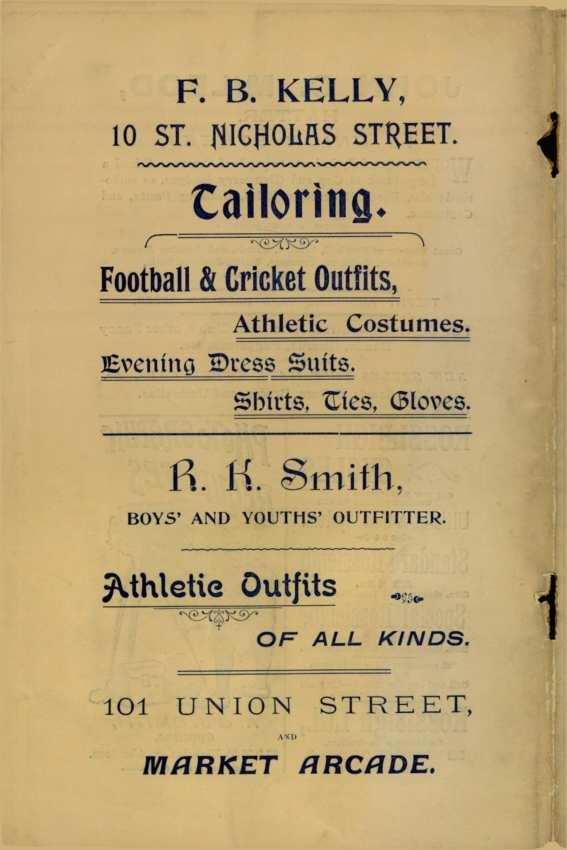 F. B. KELLY,
10 ST. NICHOLAS STREET.
Tailoring.
Football & Cricket Outfits,
Athletic Costumes.
Evening Dress Suits.
Shirts, Ties, Gloves.
R. K. Smith,
BOYS' AND YOUTHS' OUTFITTER.
Athletic Outfits
OF ALL KINDS.
101 UNION STREET,
AND
MARKET ARCADE.